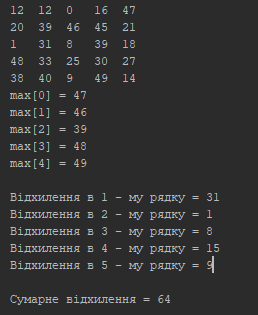 12 12 0 16 47
20 39 46 45 21
1 31 8 39 18
48 33 25 30 27
38 40 9 49 14
max[0] = 47
max[1] = 46
max[2] = 39
max[3] = 48
max[4] = 49
Відхилення в 1 - му рядку = 31
Відхилення в 2 - му рядку = 1
Відхилення в 3 - му рядку = 8
Відхилення в 4 - му рядку = 15
Відхилення в 5 - му рядку = 9
Сумарне відхилення = 64